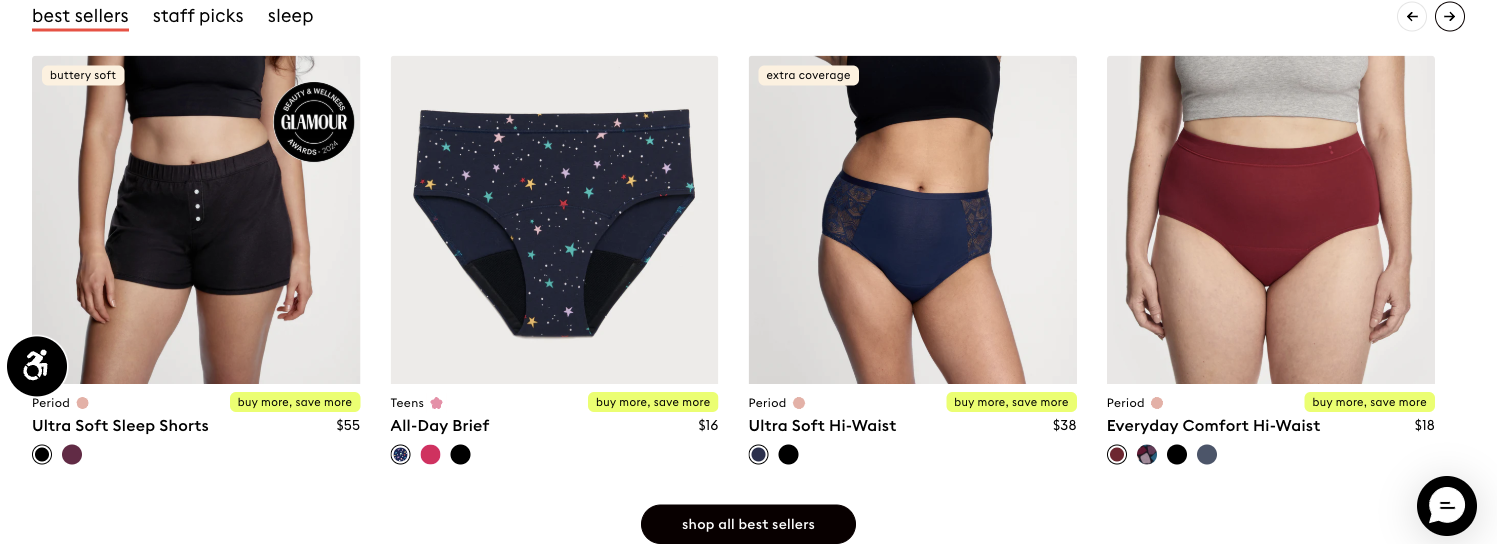 best sellers staff picks sleep
buttery soft
BEAUTY & WELLNESS
GLAMOUR
AWARDS • 2024
extra coverage
Period buy more, save more
Ultra Soft Sleep Shorts $55
Teens buy more, save more
All-Day Brief $16
Period buy more, save more
Ultra Soft Hi-Waist $38
Period buy more, save more
Everyday Comfort Hi-Waist $18
shop all best sellers